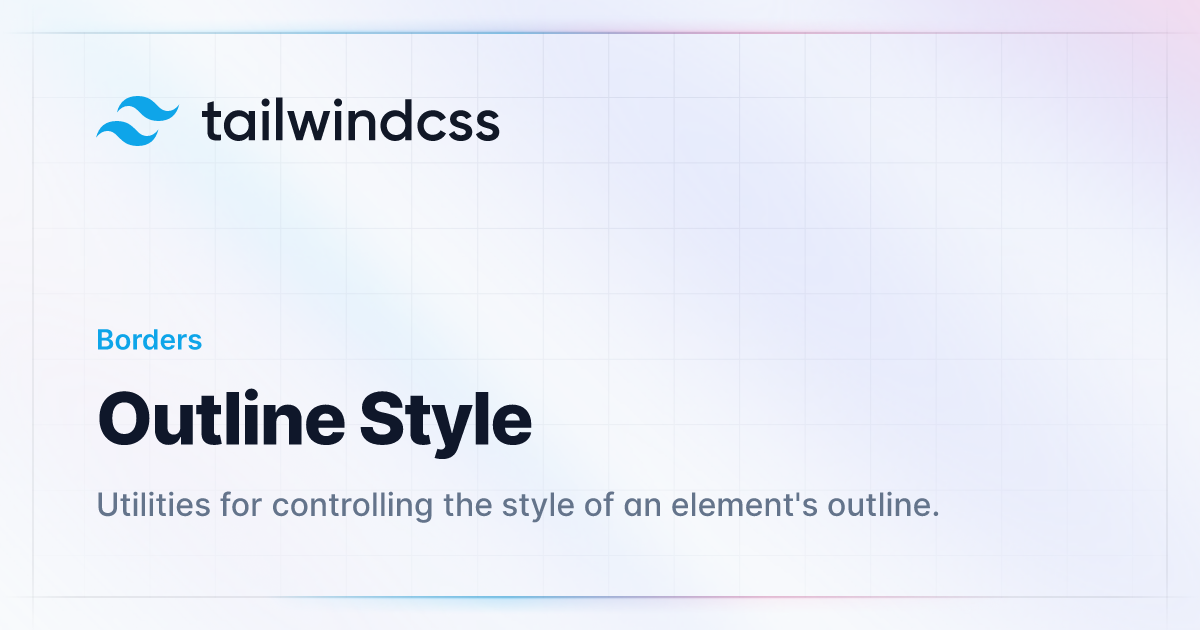 tailwindcss
Borders
Outline Style
Utilities for controlling the style of an element's outline.